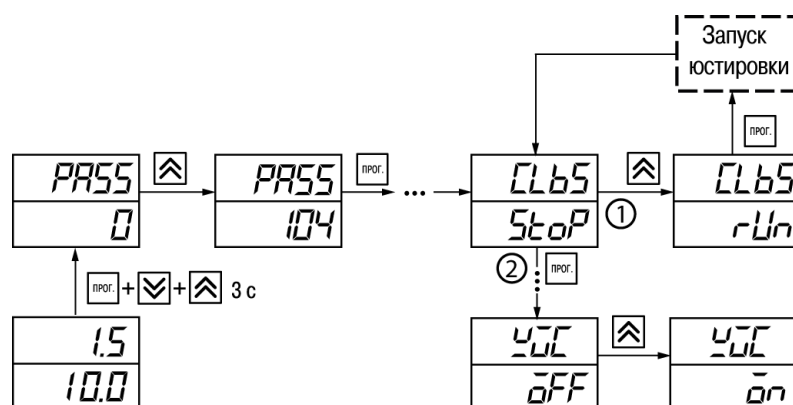 Запуск
юстировки
ПРОГ.
PASS
0
PASS
104
ПРОГ.
...
CLbS
StoP
1
CLbS
rUn
2
ПРОГ.
ПРОГ. + + 3 с
1.5
10.0
oFF
on